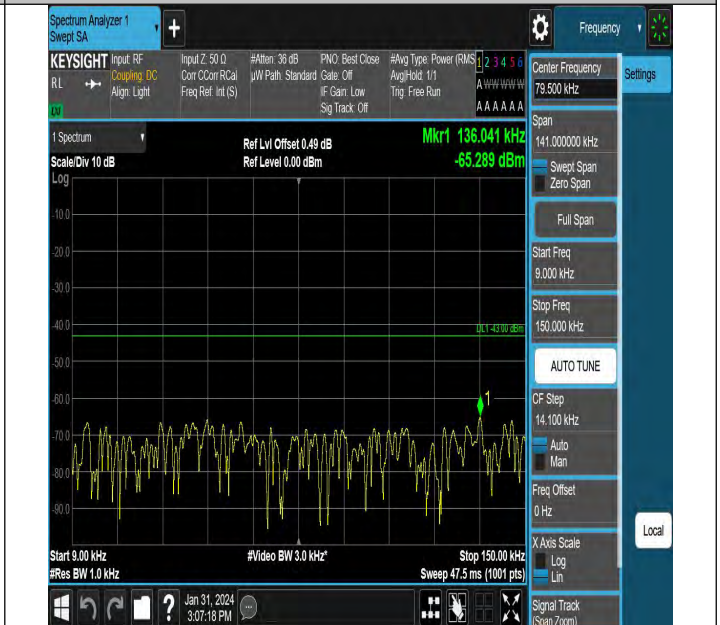 Spectrum Analyzer 1
Swept SA
+
Frequency
KEYSIGHT
RL
Input: RF
Coupling: DC
Align: Light
Input Z: 50 Ω
Corr CCorr RCal
Freq Ref: Int (S)
#Atten: 36 dB
µW Path: Standard
PNO: Best Close
Gate: Off
IF Gain: Low
Sig Track: Off
#Avg Type: Power (RMS
Avg|Hold: 1/1
Trig: Free Run
1 2 3 4 5 6
A W W W W W
A A A A A A
1 Spectrum
Scale/Div 10 dB
Log
Ref Lvl Offset 0.49 dB
Ref Level 0.00 dBm
Mkr1 136.041 kHz
-65.289 dBm
-10.0
-20.0
-30.0
-40.0
-50.0
-60.0
-70.0
-80.0
-90.0
DL1 -43.00 dBm
1
Start 9.00 kHz
#Res BW 1.0 kHz
#Video BW 3.0 kHz*
Stop 150.00 kHz
Sweep 47.5 ms (1001 pts)
?
Jan 31, 2024
3:07:18 PM
Center Frequency
79.500 kHz
Settings
Span
141.000000 kHz
Swept Span
Zero Span
Full Span
Start Freq
9.000 kHz
Stop Freq
150.000 kHz
AUTO TUNE
CF Step
14.100 kHz
Auto
Man
Freq Offset
0 Hz
X Axis Scale
Log
Lin
Local
Signal Track
(Span Zoom)